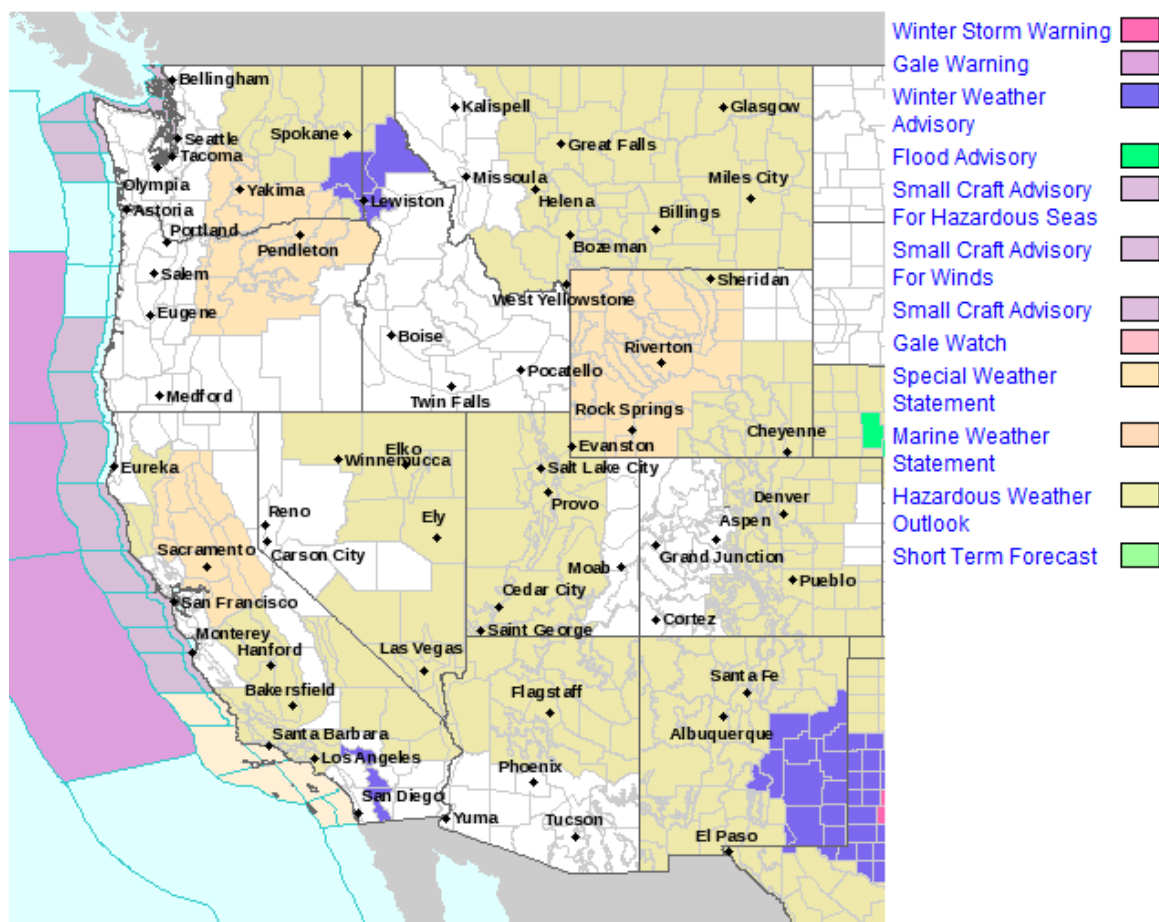 Winter Storm Warning
Gale Warning
Winter Weather
Advisory
Flood Advisory
Small Craft Advisory
For Hazardous Seas
Small Craft Advisory
For Winds
Small Craft Advisory
Gale Watch
Special Weather
Statement
Marine Weather
Statement
Hazardous Weather
Outlook
Short Term Forecast
Bellingham
Kalispell
Glasgow
Spokane
Seattle
Great Falls
Tacoma
Olympia
Yakima
Missoula
Miles City
Lewiston
Helena
Astoria
Portland
Billings
Pendleton
Bozeman
Salem
Sheridan
West Yellowstone
Eugene
Boise
Riverton
Pocatello
Medford
Twin Falls
Rock Springs
Cheyenne
Elko
Evanston
Winnemucca
Eureka
Salt Lake City
Provo
Denver
Reno
Ely
Aspen
Sacramento
Carson City
Grand Junction
Moab
Pueblo
Cedar City
San Francisco
Cortez
Saint George
Monterey
Hanford
Las Vegas
Santa Fe
Bakersfield
Flagstaff
Albuquerque
Santa Barbara
Los Angeles
Phoenix
San Diego
Yuma
Tucson
El Paso